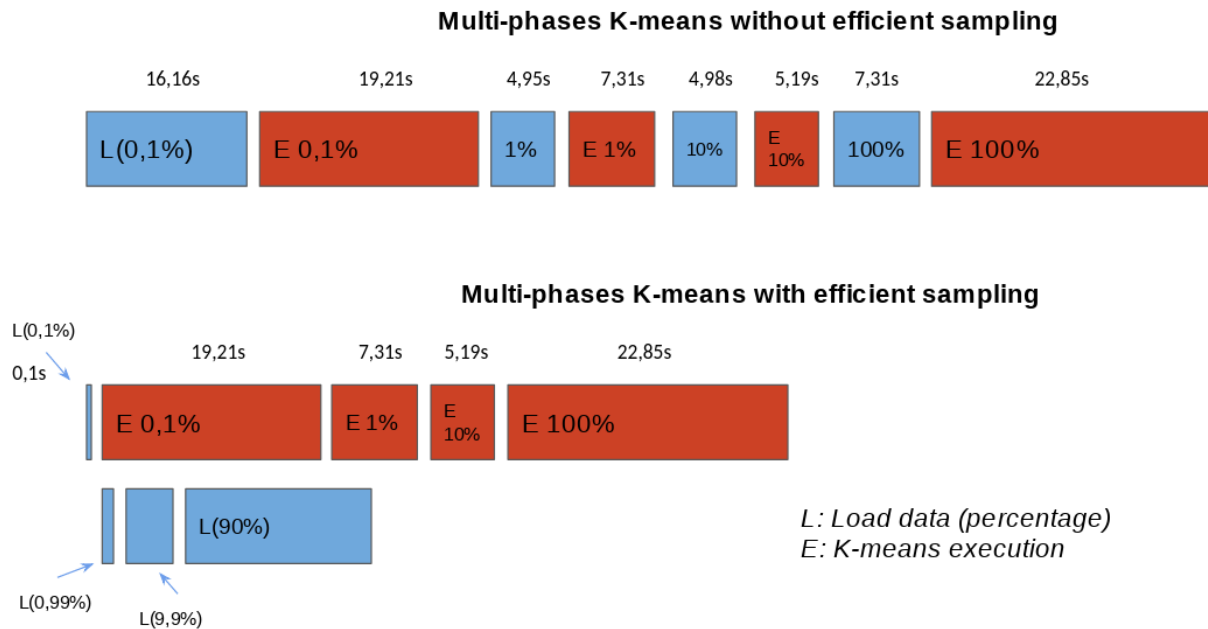 Multi-phases K-means without efficient sampling
16,16s 19,21s 4,95s 7,31s 4,98s 5,19s 7,31s 22,85s
L(0,1%) E 0,1% 1% E 1% 10% E 10% 100% E 100%
Multi-phases K-means with efficient sampling
L(0,1%)
0,1s
19,21s 7,31s 5,19s 22,85s
E 0,1% E 1% E 10% E 100%
L(90%)
L(0,99%)
L(9,9%)
L: Load data (percentage)
E: K-means execution